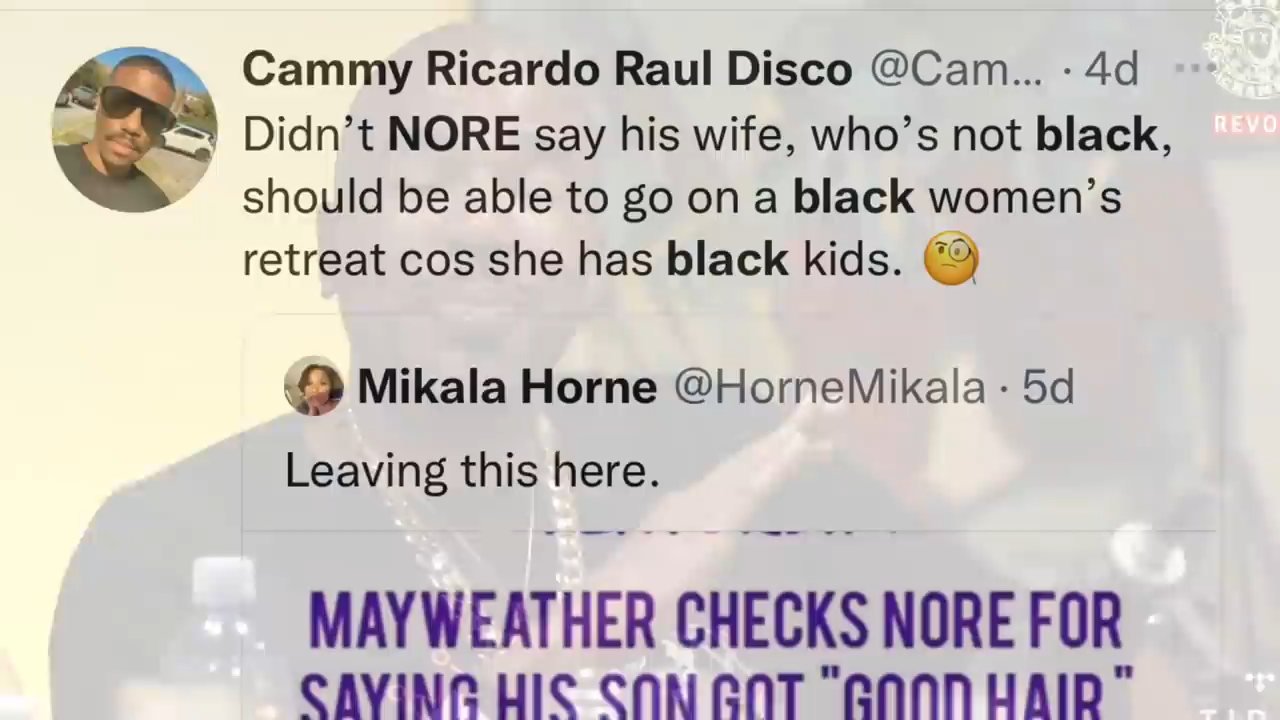 Cammy Ricardo Raul Disco @Cam... · 4d ...
Didn't NORE say his wife, who's not black,
should be able to go on a black women's
retreat cos she has black kids. 🧐
REVO
Mikala Horne @HorneMikala · 5d
Leaving this here.
MAYWEATHER CHECKS NORE FOR
SAYING HIS SON GOT "GOOD HAIR"